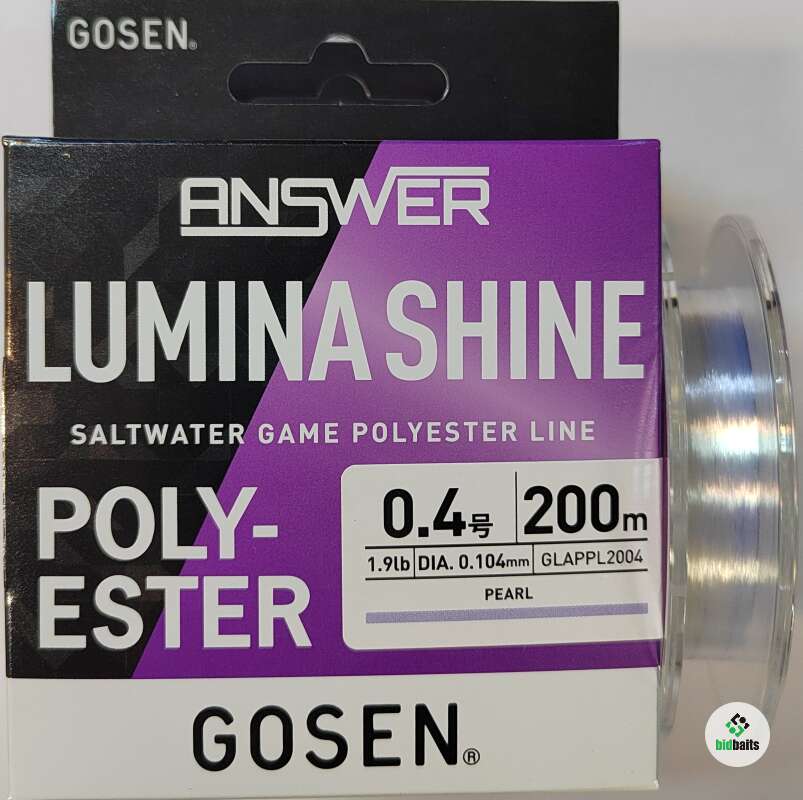 GOSEN®
ANSWER
LUMINA SHINE
SALTWATER GAME POLYESTER LINE
POLY-
ESTER
0.4号 200m
1.9lb DIA. 0.104mm GLAPPL2004
PEARL
GOSEN®
bidbaits